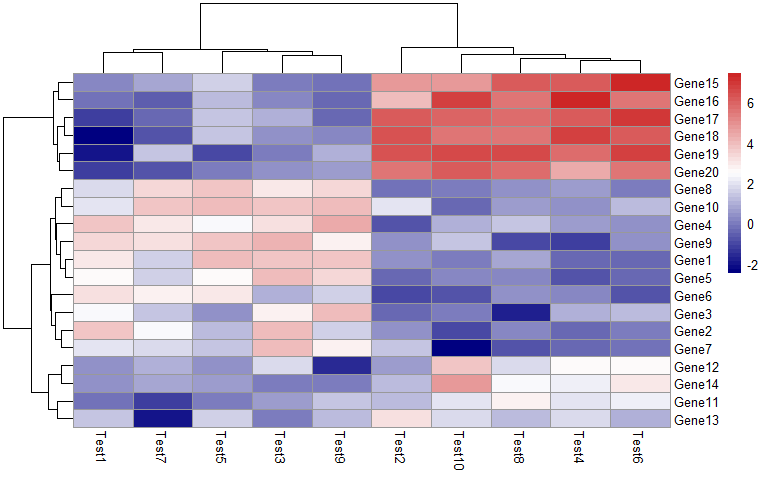 Gene15
Gene16
Gene17
Gene18
Gene19
Gene20
Gene8
Gene10
Gene4
Gene9
Gene1
Gene5
Gene6
Gene3
Gene2
Gene7
Gene12
Gene14
Gene11
Gene13
6
4
2
0
-2
Test1
Test7
Test5
Test3
Test9
Test2
Test10
Test8
Test4
Test6